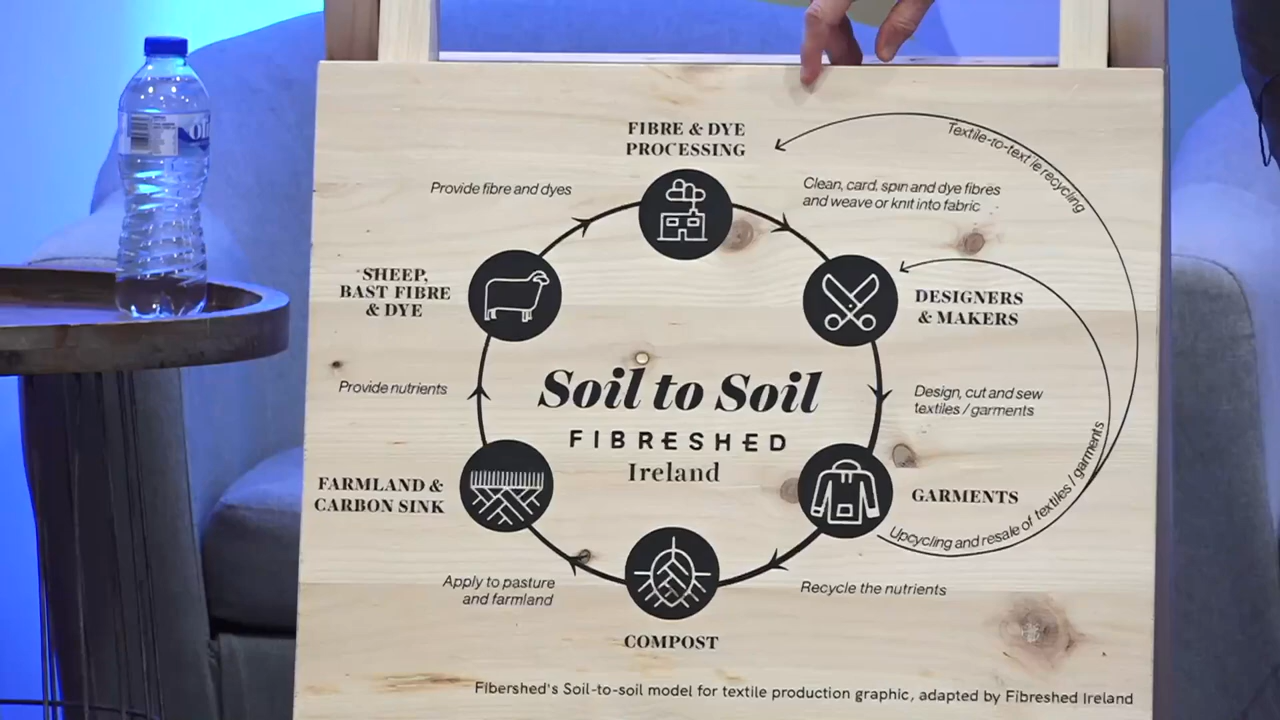 FIBRE & DYE
PROCESSING
Textile-to-textile recycling
Provide fibre and dyes
Clean, card, spin and dye fibres
and weave or knit into fabric
SHEEP,
BAST FIBRE
& DYE
DESIGNERS
& MAKERS
Provide nutrients
Soil to Soil
FIBRESHED
Ireland
Design, cut and sew
textiles / garments
FARMLAND &
CARBON SINK
GARMENTS
Upcycling and resale of textiles / garments
Apply to pasture
and farmland
Recycle the nutrients
COMPOST
Fibershed's Soil-to-soil model for textile production graphic, adapted by Fibreshed Ireland